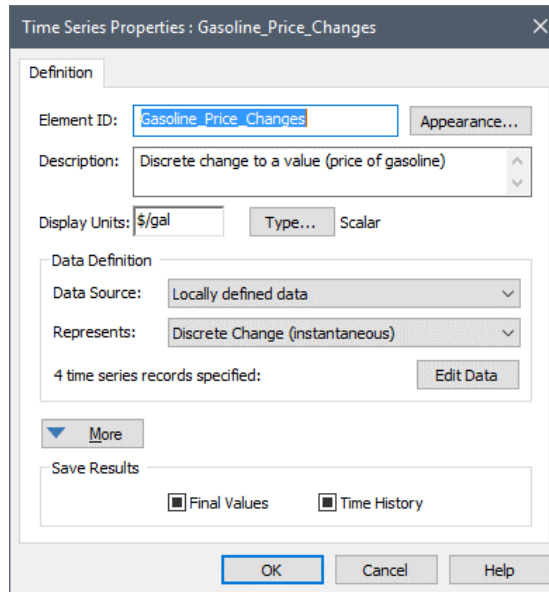 Time Series Properties : Gasoline_Price_Changes
Definition
Element ID: Gasoline_Price_Changes Appearance...
Description: Discrete change to a value (price of gasoline)
Display Units: $/gal Type... Scalar
Data Definition
Data Source: Locally defined data
Represents: Discrete Change (instantaneous)
4 time series records specified: Edit Data
More
Save Results
Final Values Time History
OK Cancel Help